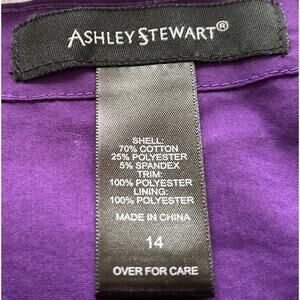 ASHLEY STEWART®
SHELL:
70% COTTON
25% POLYESTER
5% SPANDEX
TRIM:
100% POLYESTER
LINING:
100% POLYESTER
MADE IN CHINA
14
OVER FOR CARE